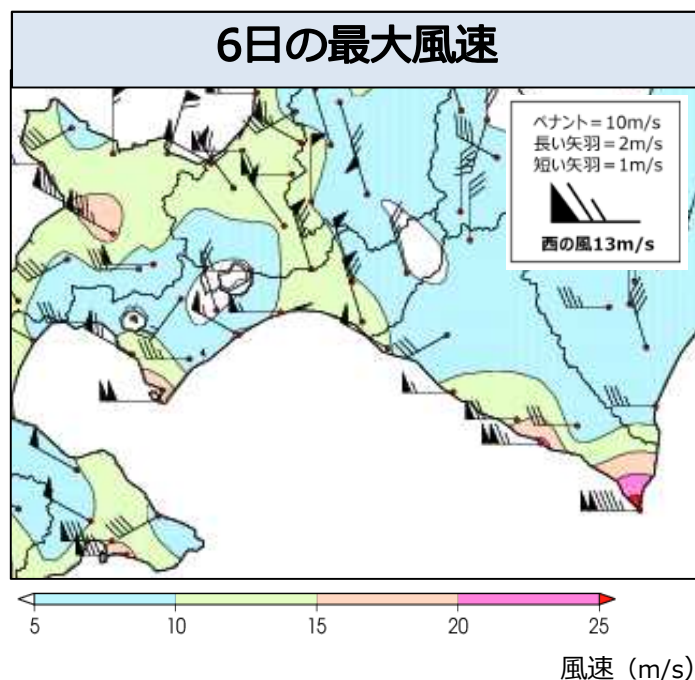 6日の最大風速
ペナント＝10m/s
長い矢羽＝2m/s
短い矢羽＝1m/s
西の風13m/s
5 10 15 20 25
風速（m/s）